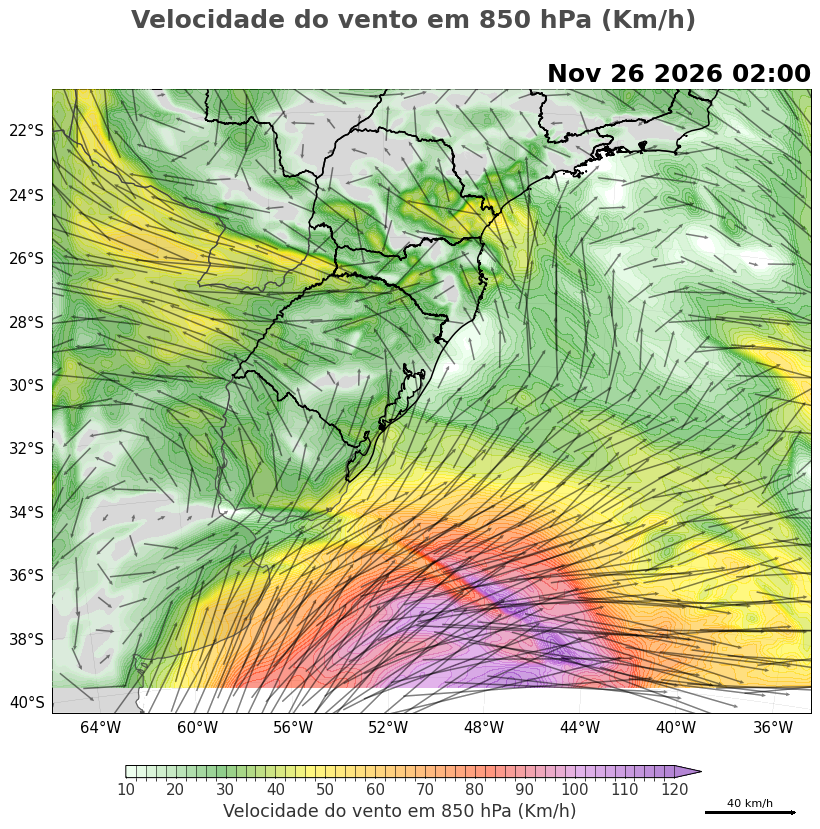 Velocidade do vento em 850 hPa (Km/h)
Nov 26 2026 02:00
22°S
24°S
26°S
28°S
30°S
32°S
34°S
36°S
38°S
40°S
64°W 60°W 56°W 52°W 48°W 44°W 40°W 36°W
10 20 30 40 50 60 70 80 90 100 110 120
Velocidade do vento em 850 hPa (Km/h)
40 km/h